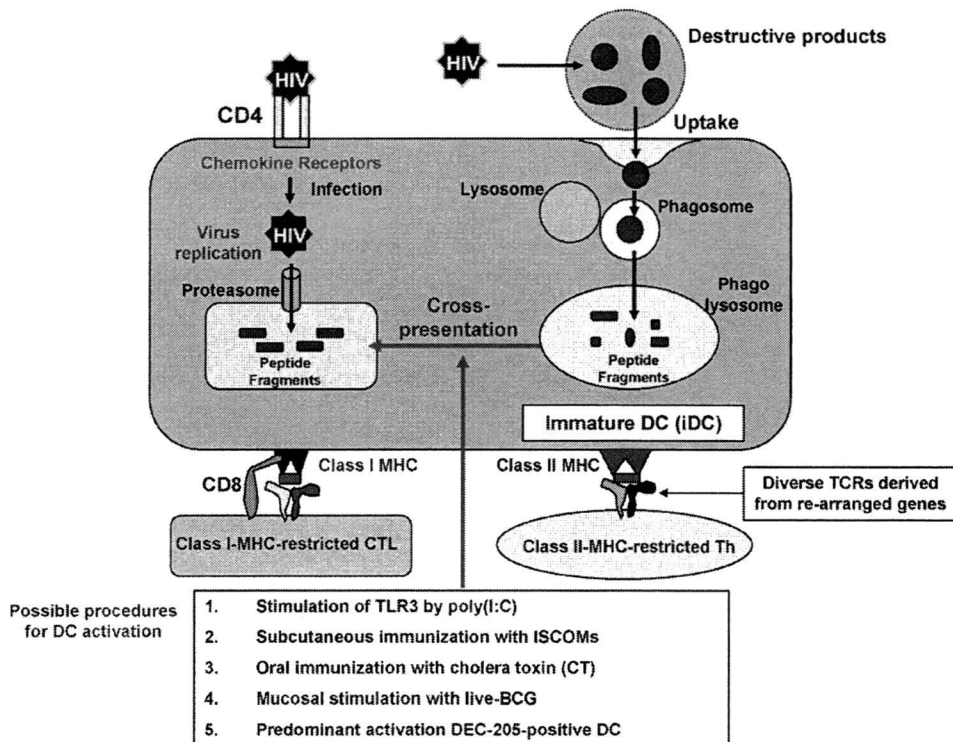 HIV
HIV
Destructive products
CD4
Uptake
Chemokine Receptors
Infection
Lysosome
Phagosome
Virus
replication
HIV
Proteasome
Phago
lysosome
Cross-
presentation
Peptide
Fragments
Peptide
Fragments
Immature DC (iDC)
Class I MHC
Class II MHC
CD8
Diverse TCRs derived
from re-arranged genes
Class I-MHC-restricted CTL
Class II-MHC-restricted Th
Possible procedures
for DC activation
1. Stimulation of TLR3 by poly(I:C)
2. Subcutaneous immunization with ISCOMs
3. Oral immunization with cholera toxin (CT)
4. Mucosal stimulation with live-BCG
5. Predominant activation DEC-205-positive DC